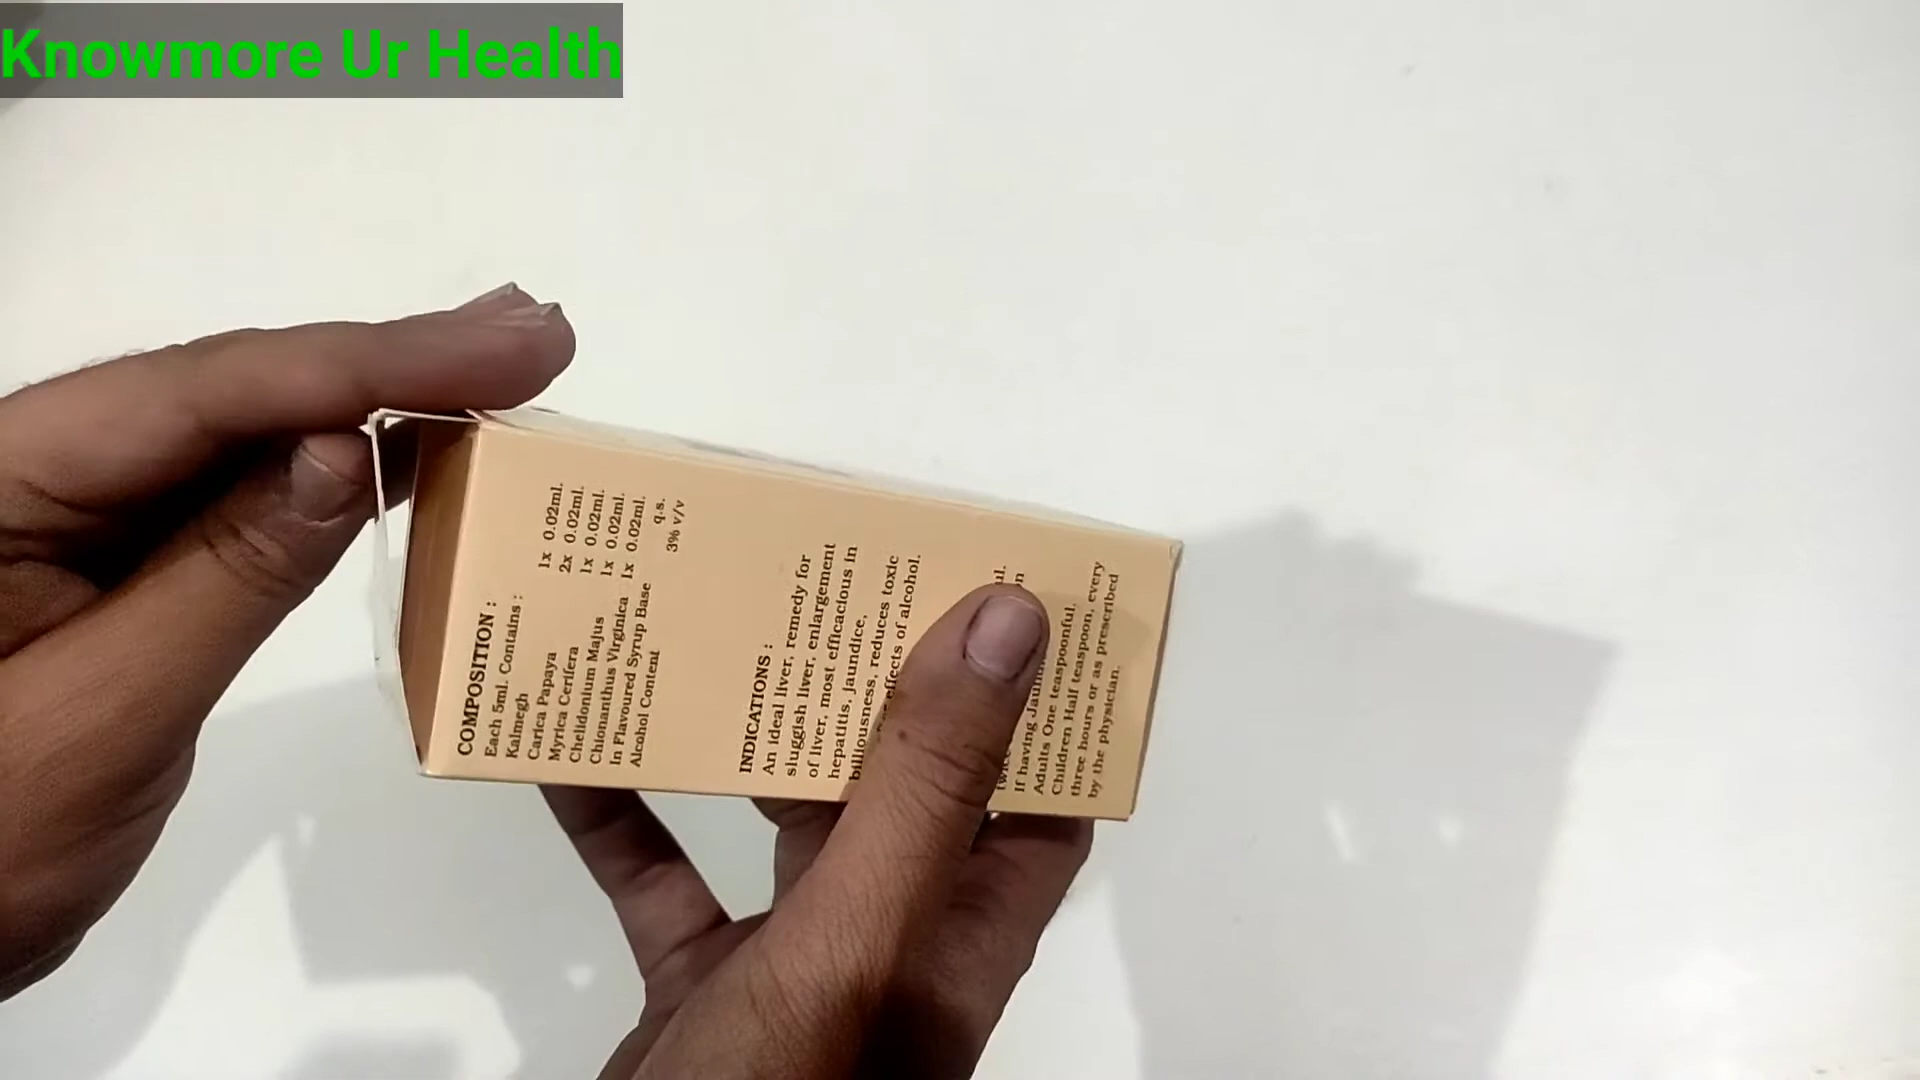 Knowmore Ur Health
COMPOSITION :
Each 5ml. Contains :
Kalmegh 1x 0.02ml.
Carica Papaya 2x 0.02ml.
Myrica Cerifera 1x 0.02ml.
Chelidonium Majus 1x 0.02ml.
Chionanthus Virginica 1x 0.02ml.
In Flavoured Syrup Base q.s.
Alcohol Content 3% v/v
INDICATIONS :
An ideal liver, remedy for
sluggish liver, enlargement
of liver, most efficacious in
hepatitis, jaundice,
billiousness, reduces toxic
effects of alcohol.
If having
Adults One teaspoonful,
Children Half teaspoon, every
three hours or as prescribed
by the physician.